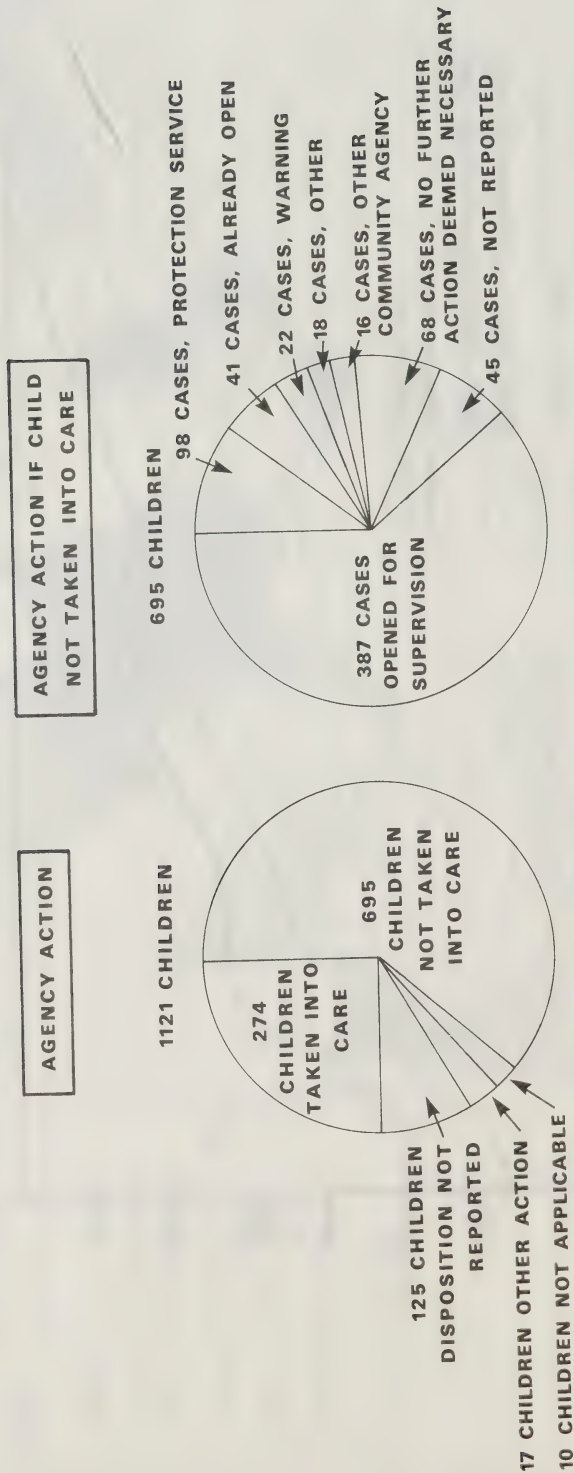 AGENCY ACTION
1121 CHILDREN
274
CHILDREN
TAKEN INTO
CARE
695
CHILDREN
NOT TAKEN
INTO CARE
125 CHILDREN
DISPOSITION NOT
REPORTED
17 CHILDREN OTHER ACTION
10 CHILDREN NOT APPLICABLE
AGENCY ACTION IF CHILD
NOT TAKEN INTO CARE
695 CHILDREN
98 CASES, PROTECTION SERVICE
41 CASES, ALREADY OPEN
22 CASES, WARNING
18 CASES, OTHER
16 CASES, OTHER
COMMUNITY AGENCY
68 CASES, NO FURTHER
ACTION DEEMED NECESSARY
45 CASES, NOT REPORTED
387 CASES
OPENED FOR
SUPERVISION